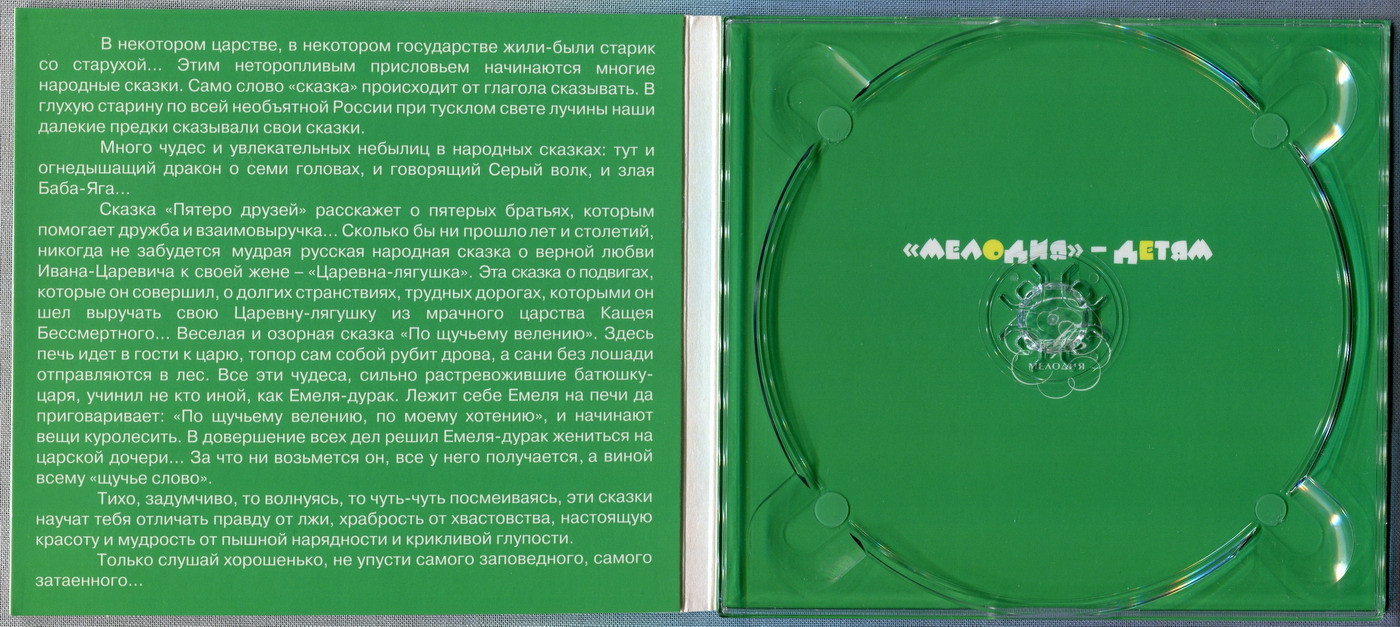 В некотором царстве, в некотором государстве жили-были старик
со старухой... Этим неторопливым присловьем начинаются многие
народные сказки. Само слово «сказка» происходит от глагола сказывать. В
глухую старину по всей необъятной России при тусклом свете лучины наши
далекие предки сказывали свои сказки.
Много чудес и увлекательных небылиц в народных сказках: тут и
огнедышащий дракон о семи головах, и говорящий Серый волк, и злая
Баба-Яга...
Сказка «Пятеро друзей» расскажет о пятерых братьях, которым
помогает дружба и взаимовыручка... Сколько бы ни прошло лет и столетий,
никогда не забудется мудрая русская народная сказка о верной любви
Ивана-Царевича к своей жене – «Царевна-лягушка». Эта сказка о подвигах,
которые он совершил, о долгих странствиях, трудных дорогах, которыми он
шел выручать свою Царевну-лягушку из мрачного царства Кащея
Бессмертного... Веселая и озорная сказка «По щучьему велению». Здесь
печь идет в гости к царю, топор сам собой рубит дрова, а сани без лошади
отправляются в лес. Все эти чудеса, сильно растревожившие батюшку-
царя, учинил не кто иной, как Емеля-дурак. Лежит себе Емеля на печи да
приговаривает: «По щучьему велению, по моему хотению», и начинают
вещи куролесить. В довершение всех дел решил Емеля-дурак жениться на
царской дочери... За что ни возьмется он, все у него получается, а виной
всему «щучье слово».
Тихо, задумчиво, то волнуясь, то чуть-чуть посмеиваясь, эти сказки
научат тебя отличать правду от лжи, храбрость от хвастовства, настоящую
красоту и мудрость от пышной нарядности и крикливой глупости.
Только слушай хорошенько, не упусти самого заповедного, самого
затаенного...
«МЕЛОДИЯ» – ДЕТЯМ
МЕЛОДИЯ